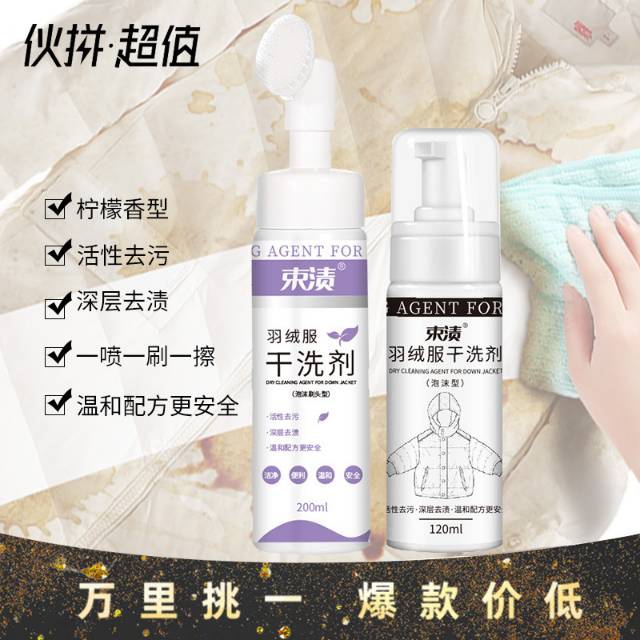 伙拼·超值
柠檬香型
活性去污
深层去渍
一喷一刷一擦
温和配方更安全
G AGENT FOR
束渍®
羽绒服
干洗剂
DRY CLEANING AGENT FOR DOWN JACKET
(泡沫刷头型)
·活性去污
·深层去渍
·温和配方更安全
洁净 便利 温和 安全
200ml
G AGENT FOR
束渍®
羽绒服干洗剂
DRY CLEANING AGENT FOR DOWN JACKET
(泡沫型)
活性去污·深层去渍·温和配方更安全
120ml
万里挑一 爆款价低